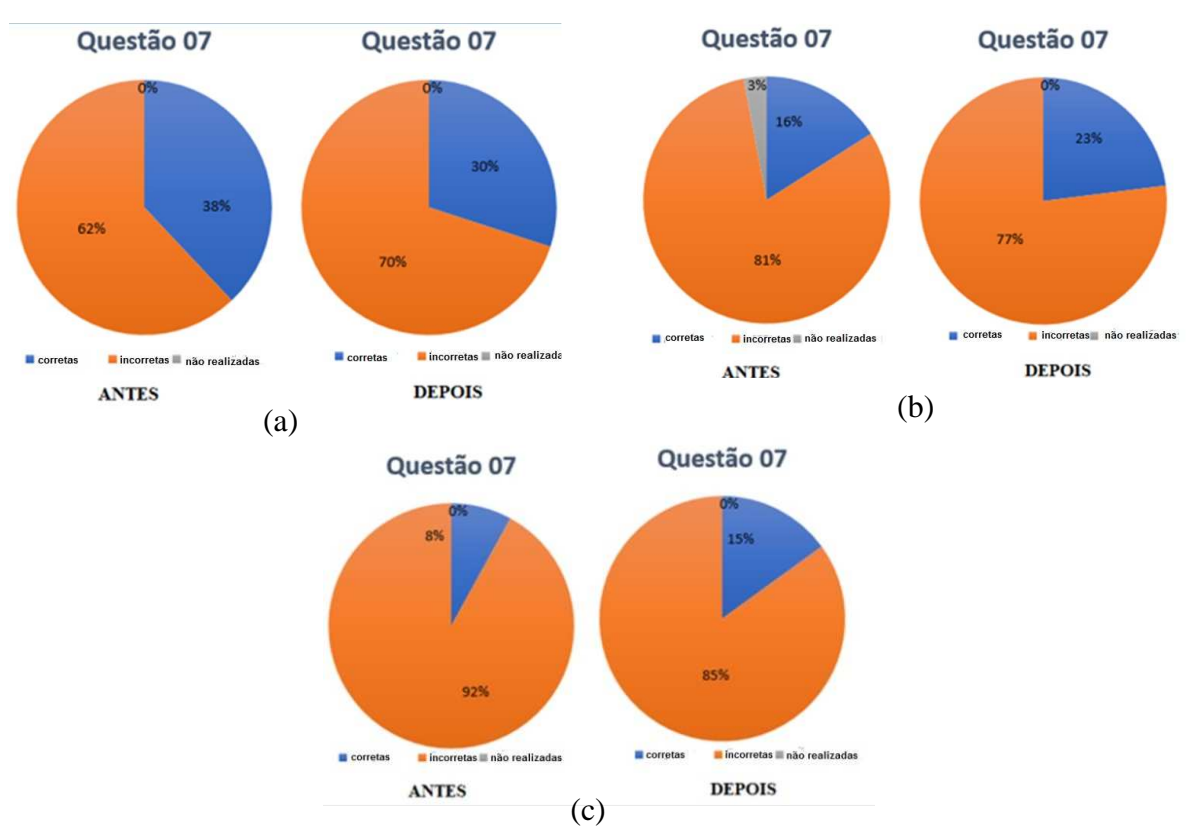 Questão 07
0%
38%
62%
corretas incorretas não realizadas
ANTES
Questão 07
0%
30%
70%
corretas incorretas não realizada
DEPOIS
(a)
Questão 07
3%
16%
81%
corretas incorretas não realizadas
ANTES
Questão 07
0%
23%
77%
corretas incorretas não realizadas
DEPOIS
(b)
Questão 07
0%
8%
92%
corretas incorretas não realizadas
ANTES
Questão 07
0%
15%
85%
corretas incorretas não realizadas
DEPOIS
(c)